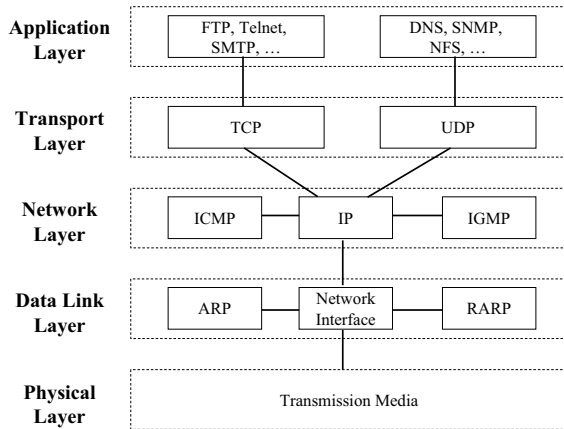 Application
Layer
FTP, Telnet,
SMTP, …
DNS, SNMP,
NFS, …
Transport
Layer
TCP
UDP
Network
Layer
ICMP
IP
IGMP
Data Link
Layer
ARP
Network
Interface
RARP
Physical
Layer
Transmission Media